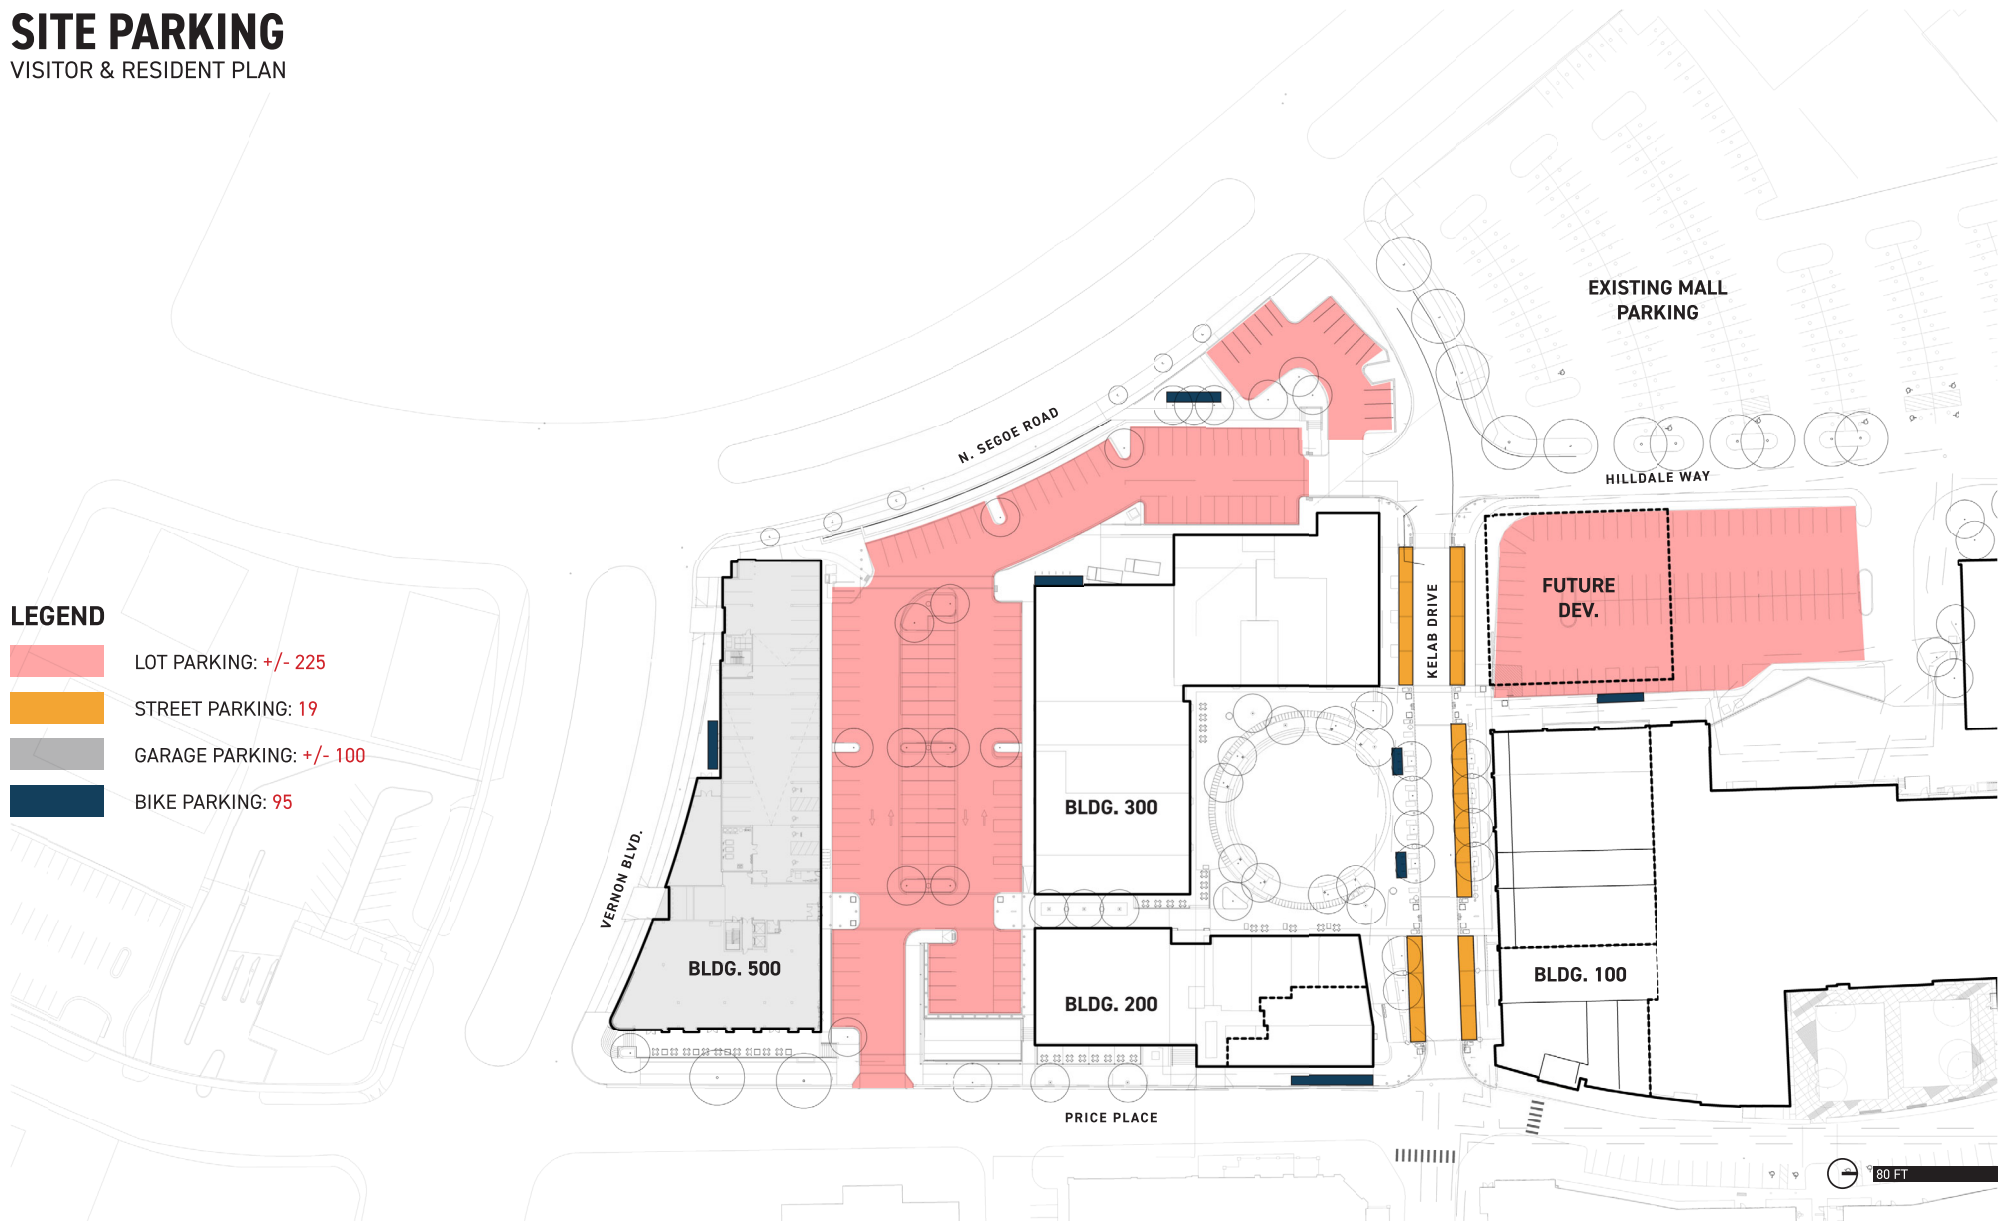 SITE PARKING
VISITOR & RESIDENT PLAN
EXISTING MALL
PARKING
N. SEGOE ROAD
HILLDALE WAY
KELAB DRIVE
FUTURE
DEV.
LEGEND
LOT PARKING: +/- 225
STREET PARKING: 19
GARAGE PARKING: +/- 100
BIKE PARKING: 95
VERNON BLVD.
BLDG. 300
BLDG. 500
BLDG. 200
BLDG. 100
PRICE PLACE
80 FT